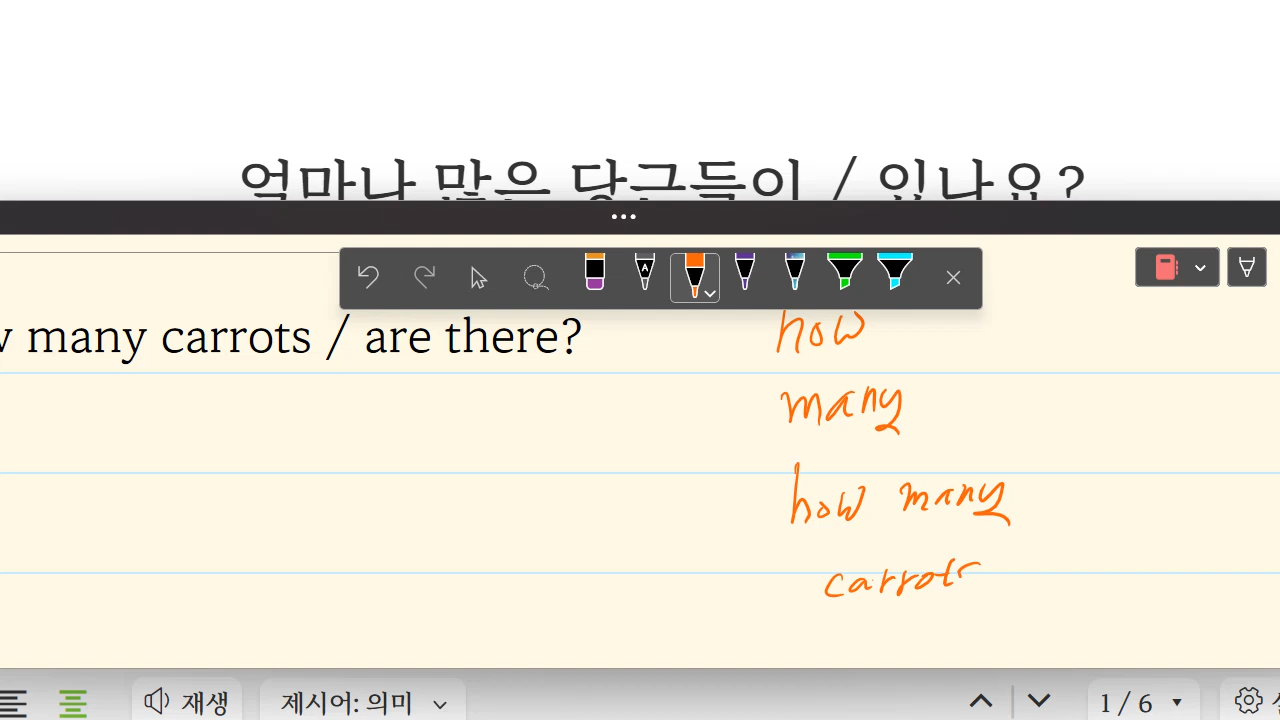 얼마나 많은 당근들이 / 있나요?
many carrots / are there?
how
many
how many
carrots
재생
제시어: 의미
1 / 6